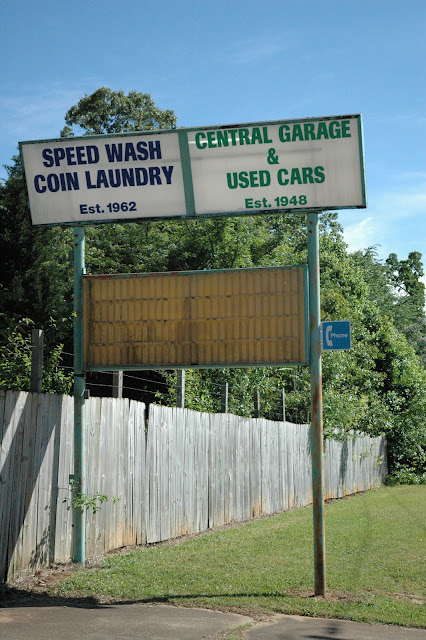 SPEED WASH
COIN LAUNDRY
Est. 1962
CENTRAL GARAGE
&
USED CARS
Est. 1948
Phone